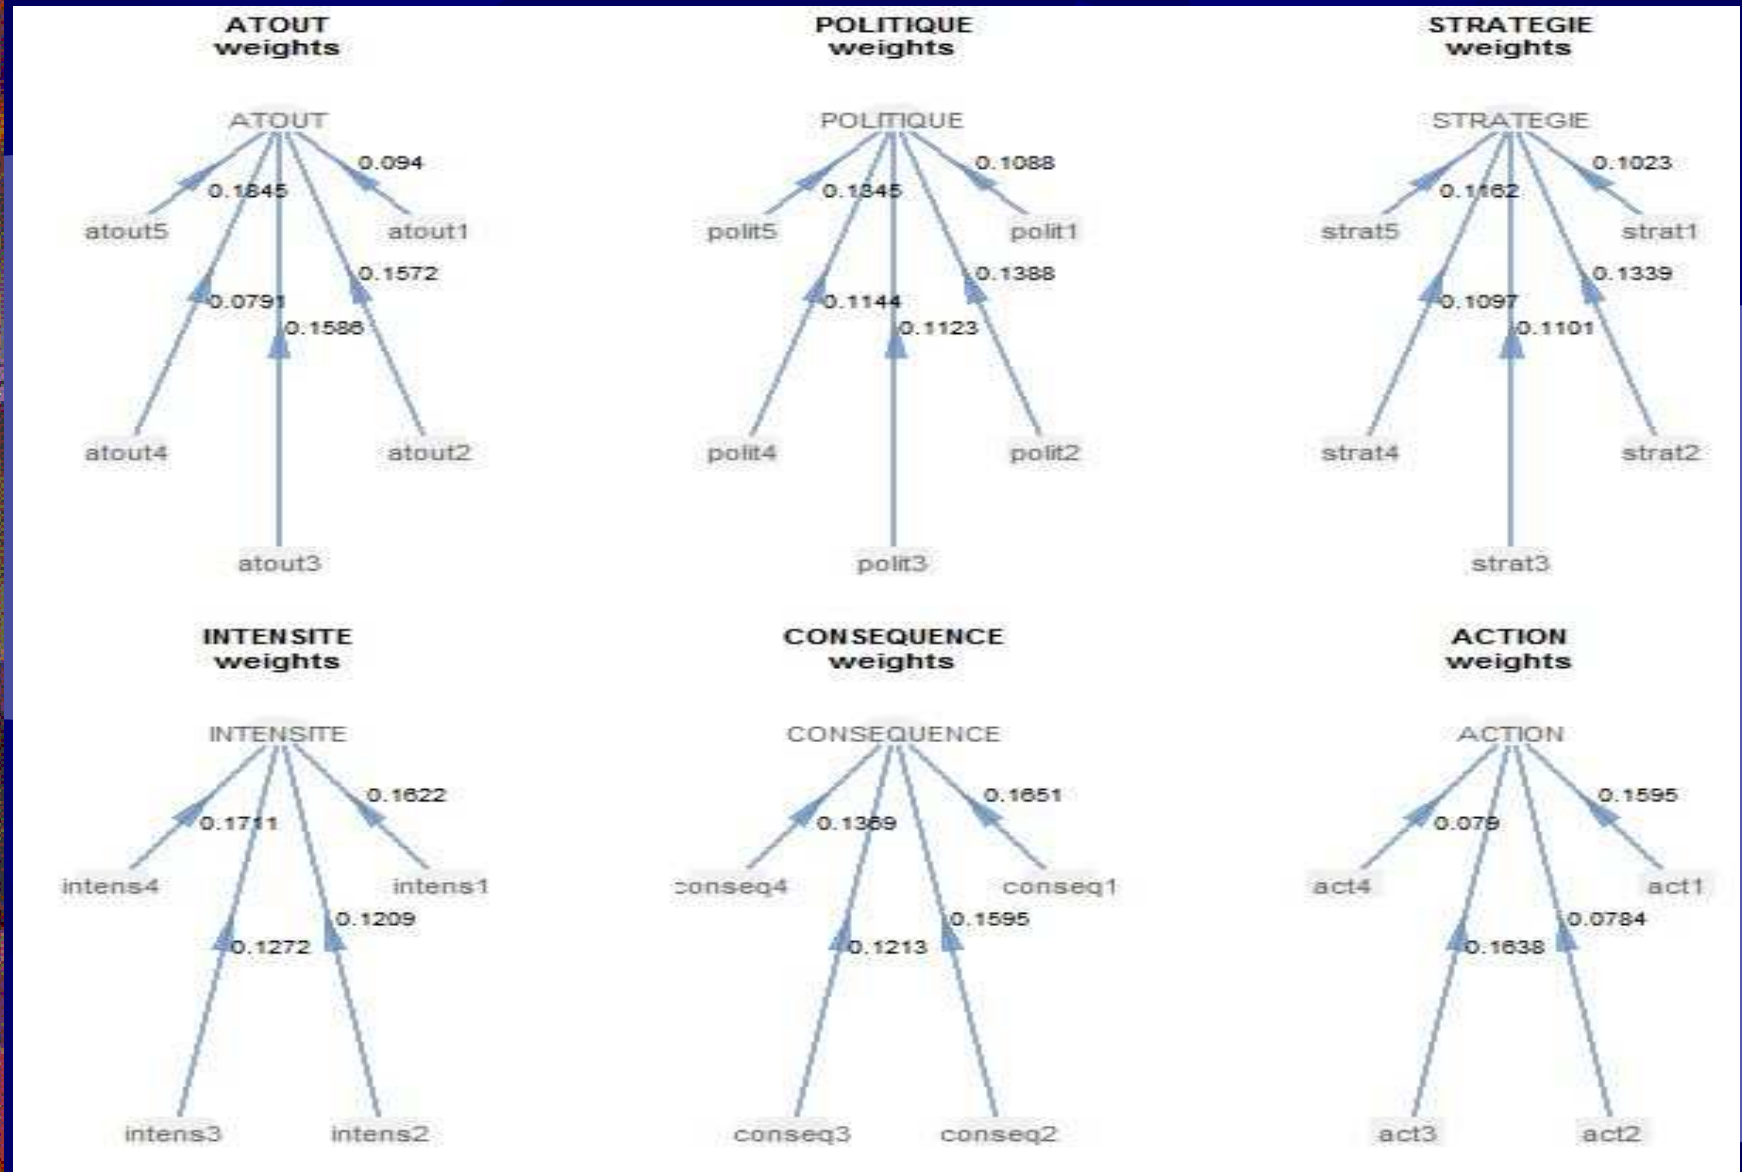 ATOUT
weights
POLITIQUE
weights
STRATEGIE
weights
ATOUT
POLITIQUE
STRATEGIE
0.094
0.1088
0.1023
0.1845
0.1345
0.1162
atout5
atout1
polit5
polit1
strat5
strat1
0.1572
0.1388
0.1339
0.0791
0.1144
0.1097
0.1586
0.1123
0.1101
atout4
atout2
polit4
polit2
strat4
strat2
atout3
polit3
strat3
INTENSITE
weights
CONSEQUENCE
weights
ACTION
weights
INTENSITE
CONSEQUENCE
ACTION
0.1622
0.1651
0.1595
0.1711
0.1369
0.079
intens4
intens1
conseq4
conseq1
act4
act1
0.1209
0.1595
0.0784
0.1272
0.1213
0.1638
intens3
intens2
conseq3
conseq2
act3
act2